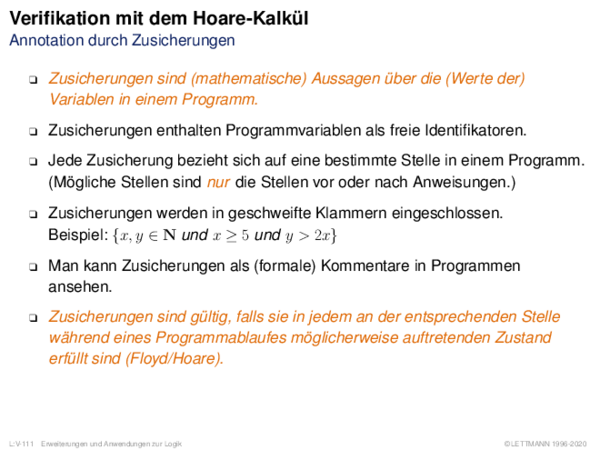 Verifikation mit dem Hoare-Kalkül
Annotation durch Zusicherungen
❑ Zusicherungen sind (mathematische) Aussagen über die (Werte der)
Variablen in einem Programm.
❑ Zusicherungen enthalten Programmvariablen als freie Identifikatoren.
❑ Jede Zusicherung bezieht sich auf eine bestimmte Stelle in einem Programm.
(Mögliche Stellen sind nur die Stellen vor oder nach Anweisungen.)
❑ Zusicherungen werden in geschweifte Klammern eingeschlossen.
Beispiel: {x, y ∈ N und x ≥ 5 und y > 2x}
❑ Man kann Zusicherungen als (formale) Kommentare in Programmen
ansehen.
❑ Zusicherungen sind gültig, falls sie in jedem an der entsprechenden Stelle
während eines Programmablaufes möglicherweise auftretenden Zustand
erfüllt sind (Floyd/Hoare).
L:V-111 Erweiterungen und Anwendungen zur Logik ©LETTMANN 1996-2020